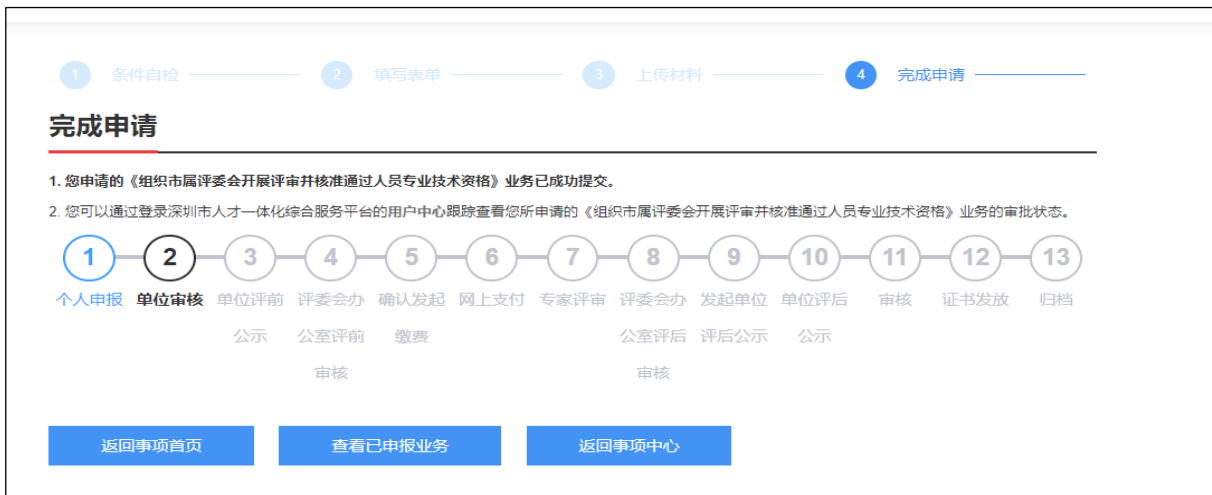 1 条件自检 2 填写表单 3 上传材料 4 完成申请
完成申请
1. 您申请的《组织市属评委会开展评审并核准通过人员专业技术资格》业务已成功提交。
2. 您可以通过登录深圳市人才一体化综合服务平台的用户中心跟踪查看您所申请的《组织市属评委会开展评审并核准通过人员专业技术资格》业务的审批状态。
1 2 3 4 5 6 7 8 9 10 11 12 13
个人申报 单位审核 单位评前 评委会办 确认发起 网上支付 专家评审 评委会办 发起单位 单位评后 审核 证书发放 归档
公示 公室评前 缴费 公室评后 评后公示 公示
审核 审核
返回事项首页 查看已申报业务 返回事项中心